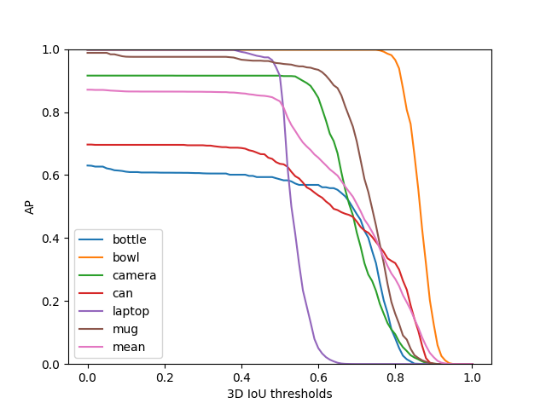 1.0
0.8
0.6
0.4
0.2
0.0
AP
bottle
bowl
camera
can
laptop
mug
mean
0.0 0.2 0.4 0.6 0.8 1.0
3D IoU thresholds